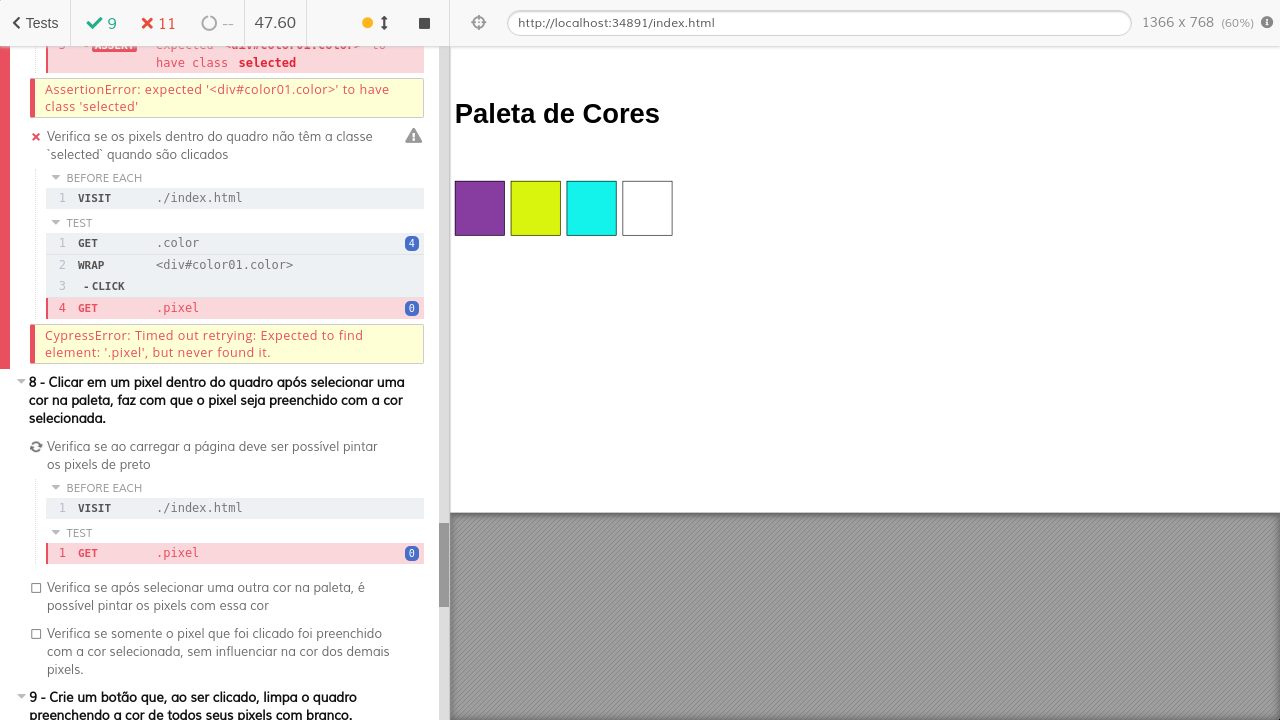 Tests 9 11 -- 47.60
http://localhost:34891/index.html 1366 x 768 (60%)
3 -ASSERT expected <div#color01.color> to
have class selected
AssertionError: expected '<div#color01.color>' to have
class 'selected'
Verifica se os pixels dentro do quadro não têm a classe
`selected` quando são clicados
BEFORE EACH
1 VISIT ./index.html
TEST
1 GET .color 4
2 WRAP <div#color01.color>
3 -CLICK
4 GET .pixel 0
CypressError: Timed out retrying: Expected to find
element: '.pixel', but never found it.
8 - Clicar em um pixel dentro do quadro após selecionar uma
cor na paleta, faz com que o pixel seja preenchido com a cor
selecionada.
Verifica se ao carregar a página deve ser possível pintar
os pixels de preto
BEFORE EACH
1 VISIT ./index.html
TEST
1 GET .pixel 0
Verifica se após selecionar uma outra cor na paleta, é
possível pintar os pixels com essa cor
Verifica se somente o pixel que foi clicado foi preenchido
com a cor selecionada, sem influenciar na cor dos demais
pixels.
9 - Crie um botão que, ao ser clicado, limpa o quadro
preenchendo a cor de todos seus pixels com branco.
Paleta de Cores